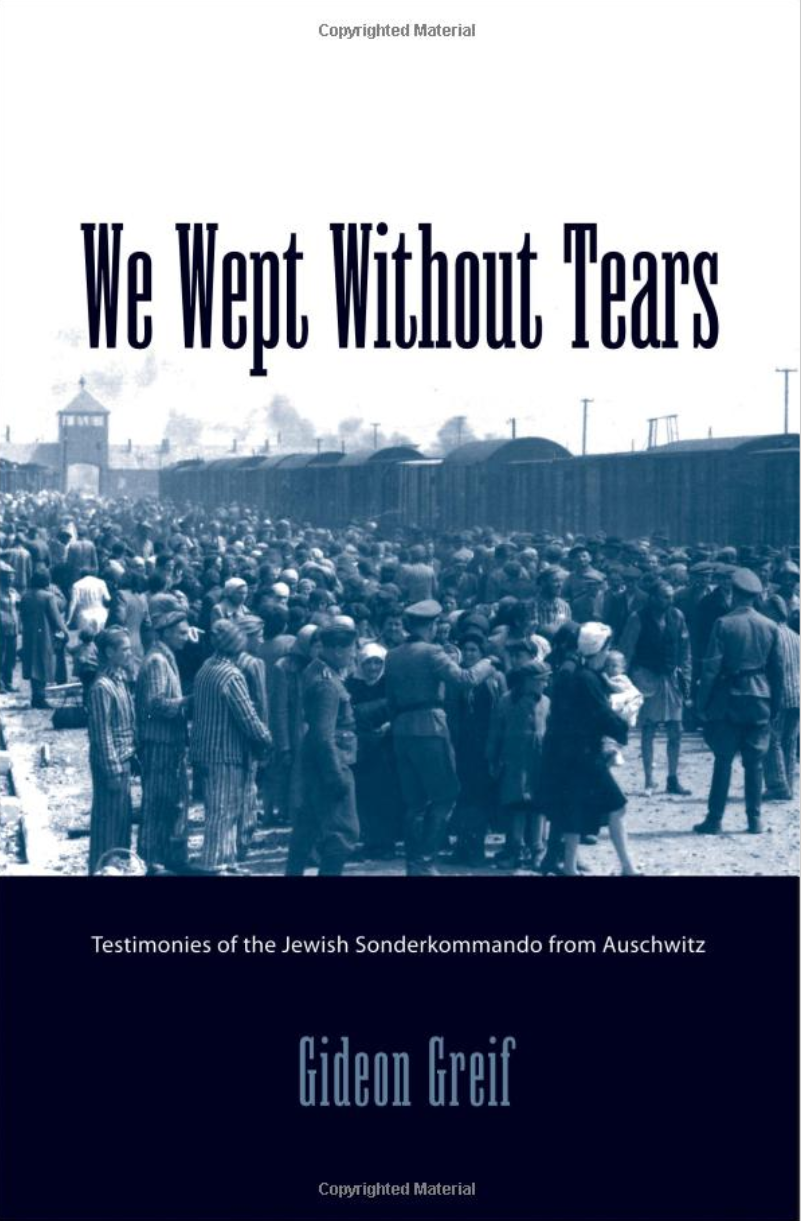 Copyrighted Material
We Wept Without Tears
Testimonies of the Jewish Sonderkommando from Auschwitz
Gideon Greif
Copyrighted Material